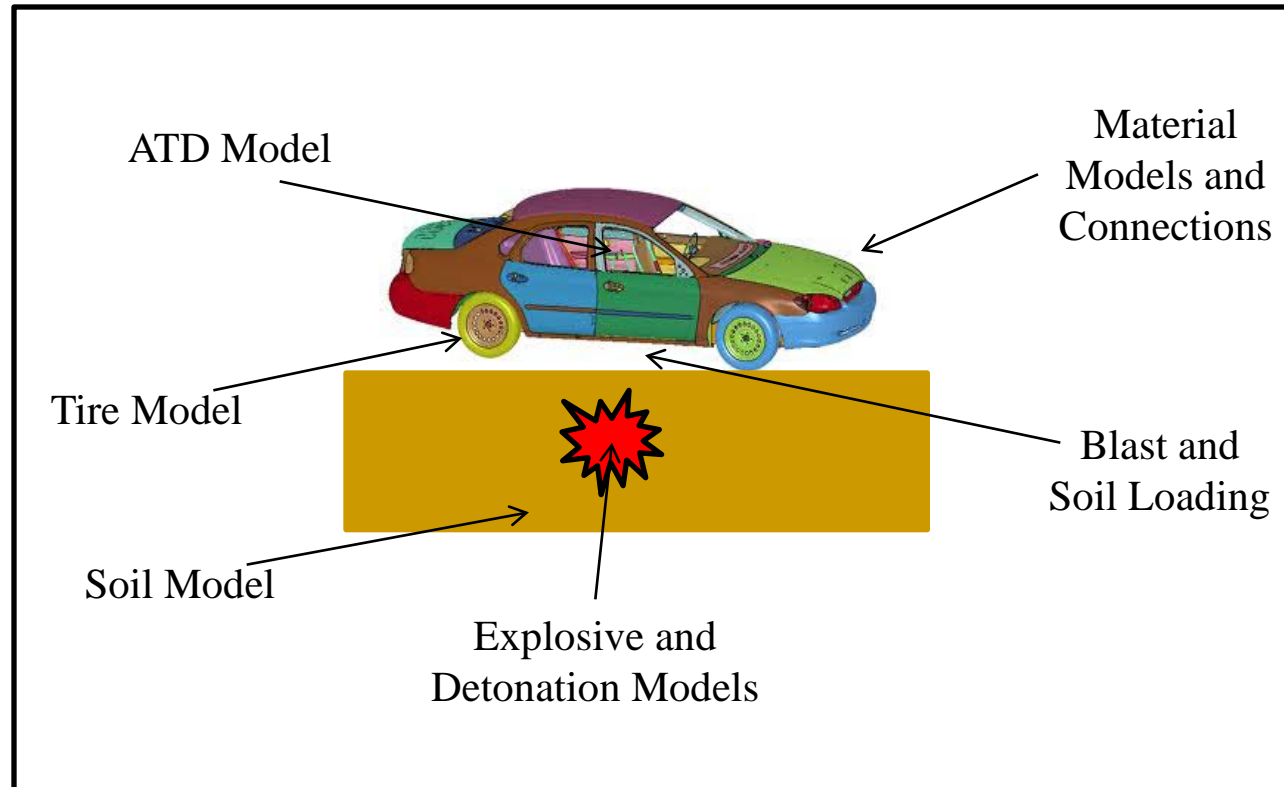 ATD Model
Material
Models and
Connections
Tire Model
Blast and
Soil Loading
Soil Model
Explosive and
Detonation Models